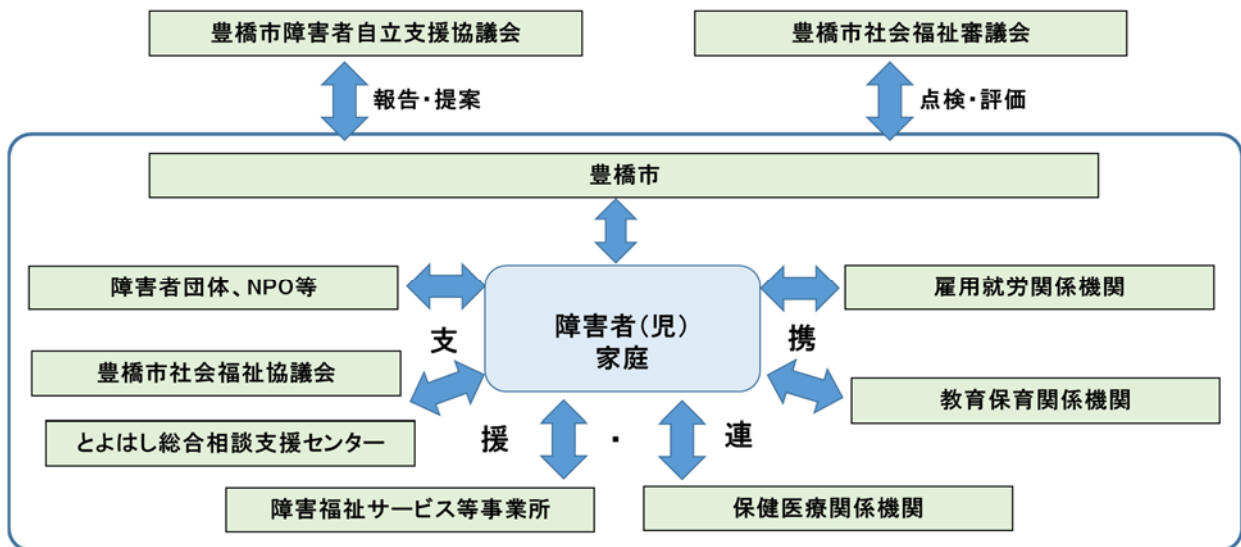 豊橋市障害者自立支援協議会
豊橋市社会福祉審議会
報告・提案
点検・評価
豊橋市
障害者団体、NPO等
雇用就労関係機関
障害者(児)
家庭
支
携
豊橋市社会福祉協議会
教育保育関係機関
とよはし総合相談支援センター
援
・
連
障害福祉サービス等事業所
保健医療関係機関